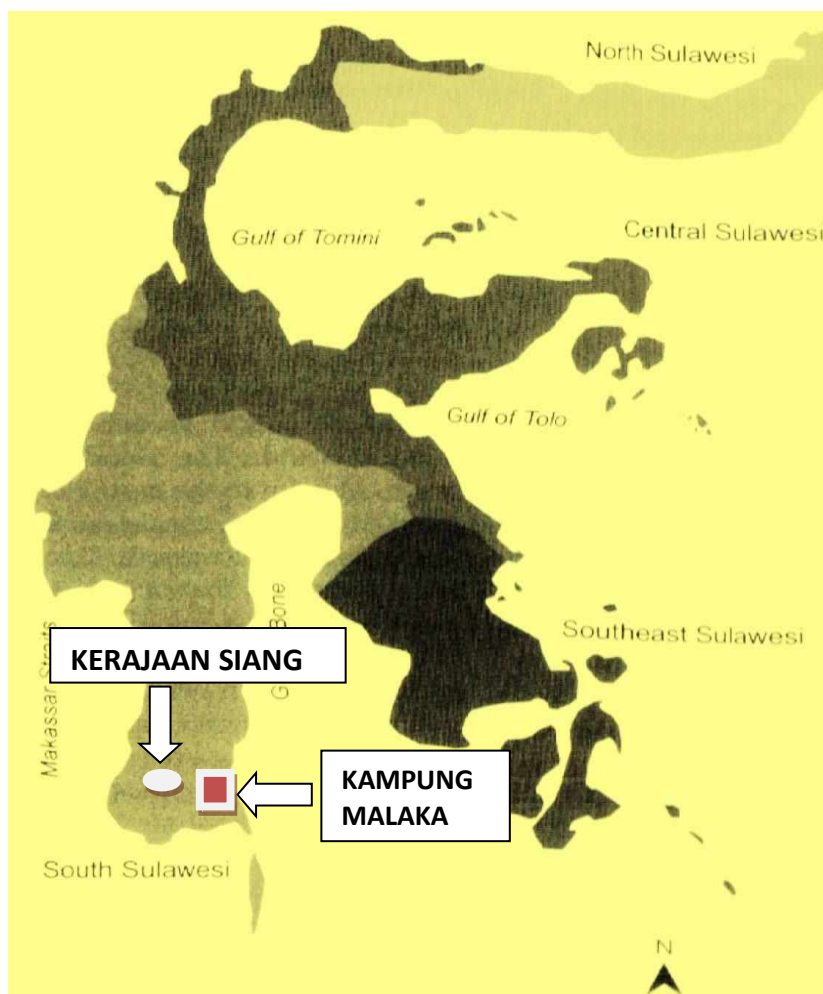 North Sulawesi
Gulf of Tomini
Central Sulawesi
Gulf of Tolo
Bone
Southeast Sulawesi
KERAJAAN SIANG
G
Makassar Straits
KAMPUNG
MALAKA
South Sulawesi
N